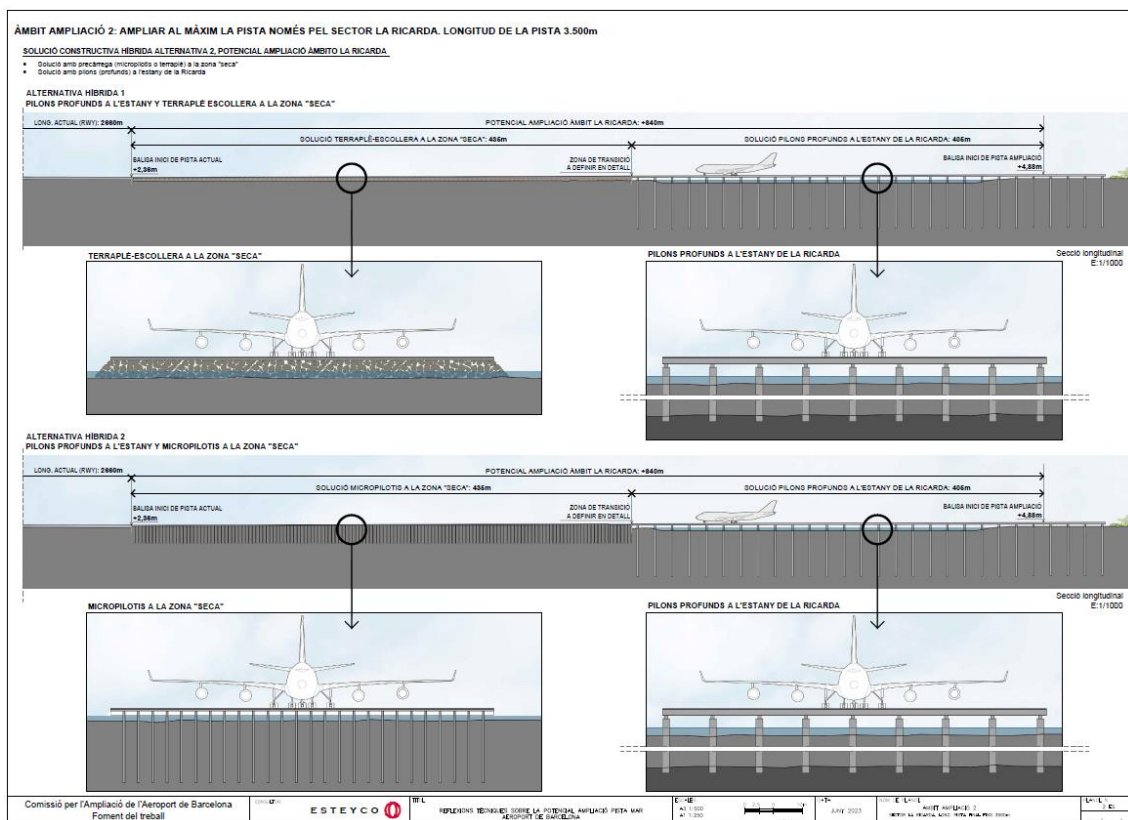 ÀMBIT AMPLIACIÓ 2: AMPLIAR AL MÀXIM LA PISTA NOMÉS PEL SECTOR LA RICARDA. LONGITUD DE LA PISTA 3.500m
SOLUCIÓ CONSTRUCTIVA HÍBRIDA ALTERNATIVA 2, POTENCIAL AMPLIACIÓ ÀMBITO LA RICARDA
• Solució amb precàrrega (micropilots o terraplè) a la zona "seca"
• Solució amb pilons (profunds) a l'estany de la Ricarda
ALTERNATIVA HÍBRIDA 1
PILONS PROFUNDS A L'ESTANY Y TERRAPLÈ ESCOLLERA A LA ZONA "SECA"
LONG. ACTUAL (RWY): 2660m
POTENCIAL AMPLIACIÓ ÀMBIT LA RICARDA: +840m
SOLUCIÓ TERRAPLÈ-ESCOLLERA A LA ZONA "SECA": 435m
SOLUCIÓ PILONS PROFUNDS A L'ESTANY DE LA RICARDA: 405m
BALISA INICI DE PISTA ACTUAL
+2,36m
ZONA DE TRANSICIÓ
A DEFINIR EN DETALL
BALISA INICI DE PISTA AMPLIACIÓ
+4,88m
TERRAPLÈ-ESCOLLERA A LA ZONA "SECA"
PILONS PROFUNDS A L'ESTANY DE LA RICARDA
Secció longitudinal
E:1/1000
ALTERNATIVA HÍBRIDA 2
PILONS PROFUNDS A L'ESTANY Y MICROPILOTIS A LA ZONA "SECA"
LONG. ACTUAL (RWY): 2660m
POTENCIAL AMPLIACIÓ ÀMBIT LA RICARDA: +840m
SOLUCIÓ MICROPILOTIS A LA ZONA "SECA": 435m
SOLUCIÓ PILONS PROFUNDS A L'ESTANY DE LA RICARDA: 405m
BALISA INICI DE PISTA ACTUAL
+2,36m
ZONA DE TRANSICIÓ
A DEFINIR EN DETALL
BALISA INICI DE PISTA AMPLIACIÓ
+4,88m
MICROPILOTIS A LA ZONA "SECA"
PILONS PROFUNDS A L'ESTANY DE LA RICARDA
Secció longitudinal
E:1/1000
Comissió per l'Ampliació de l'Aeroport de Barcelona
Foment del treball
ESTEYCO
REFLEXIONS TÈCNIQUES SOBRE LA POTENCIAL AMPLIACIÓ PISTA MAR
AEROPORT DE BARCELONA
JUNY 2023
AMBIT AMPLIACIÓ 2